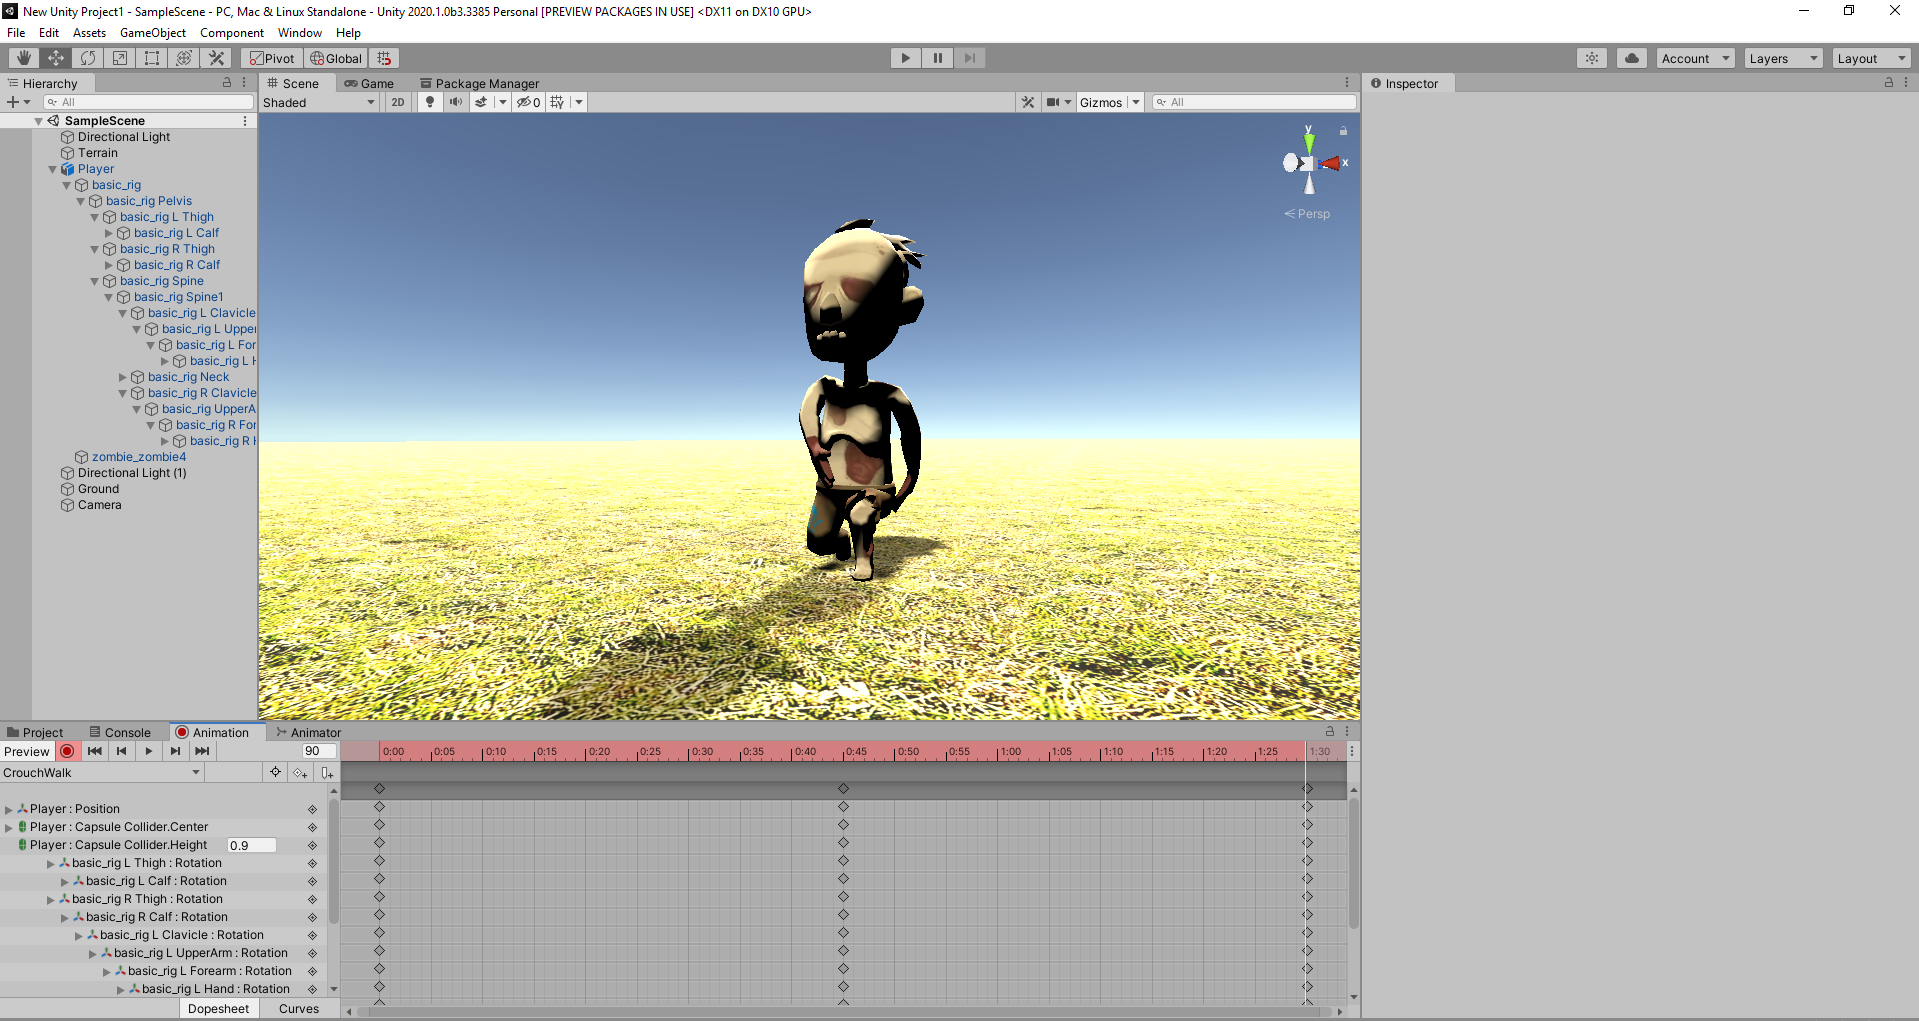 New Unity Project1 - SampleScene - PC, Mac & Linux Standalone - Unity 2020.1.0b3.3385 Personal [PREVIEW PACKAGES IN USE] <DX11 on DX10 GPU>
File Edit Assets GameObject Component Window Help
Pivot Global Account Layers Layout
Hierarchy
All
SampleScene
Directional Light
Terrain
Player
basic_rig
basic_rig Pelvis
basic_rig L Thigh
basic_rig L Calf
basic_rig R Thigh
basic_rig R Calf
basic_rig Spine
basic_rig Spine1
basic_rig L Clavicle
basic_rig L Upper
basic_rig L For
basic_rig L H
basic_rig Neck
basic_rig R Clavicle
basic_rig UpperA
basic_rig R For
basic_rig R H
zombie_zombie4
Directional Light (1)
Ground
Camera
Scene Game Package Manager
Shaded 2D 0 Gizmos All
y
x
Persp
Inspector
Project Console Animation Animator
Preview 90
0:00 0:05 0:10 0:15 0:20 0:25 0:30 0:35 0:40 0:45 0:50 0:55 1:00 1:05 1:10 1:15 1:20 1:25 1:30
CrouchWalk
Player : Position
Player : Capsule Collider.Center
Player : Capsule Collider.Height 0.9
basic_rig L Thigh : Rotation
basic_rig L Calf : Rotation
basic_rig R Thigh : Rotation
basic_rig R Calf : Rotation
basic_rig L Clavicle : Rotation
basic_rig L UpperArm : Rotation
basic_rig L Forearm : Rotation
basic_rig L Hand : Rotation
Dopesheet Curves